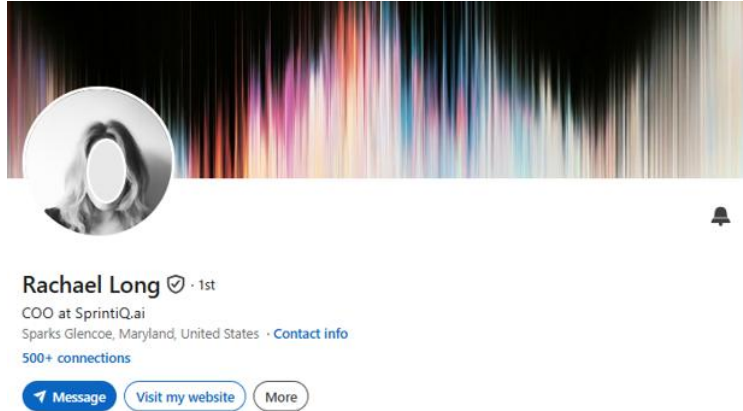 Rachael Long · 1st
COO at SprintiQ.ai
Sparks Glencoe, Maryland, United States · Contact info
500+ connections
Message Visit my website More